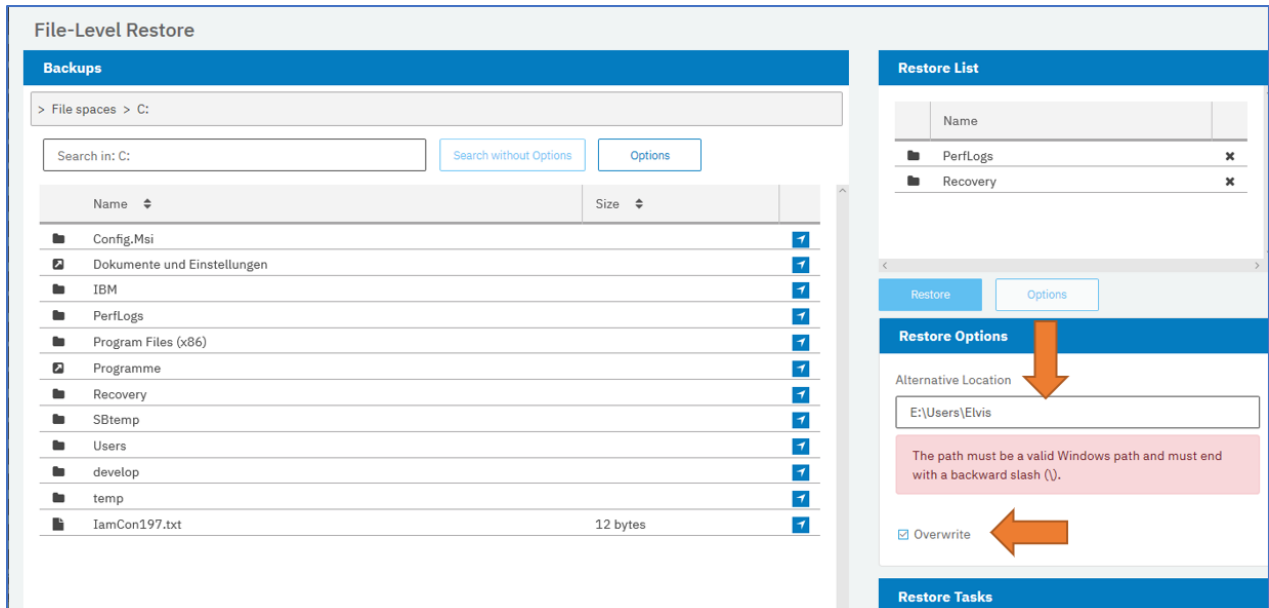 File-Level Restore
Backups
> File spaces > C:
Search in: C:
Search without Options
Options
Name
Size
Config.Msi
Dokumente und Einstellungen
IBM
PerfLogs
Program Files (x86)
Programme
Recovery
SBtemp
Users
develop
temp
IamCon197.txt 12 bytes
Restore List
Name
PerfLogs
Recovery
Restore
Options
Restore Options
Alternative Location
E:\Users\Elvis
The path must be a valid Windows path and must end
with a backward slash (\).
Overwrite
Restore Tasks